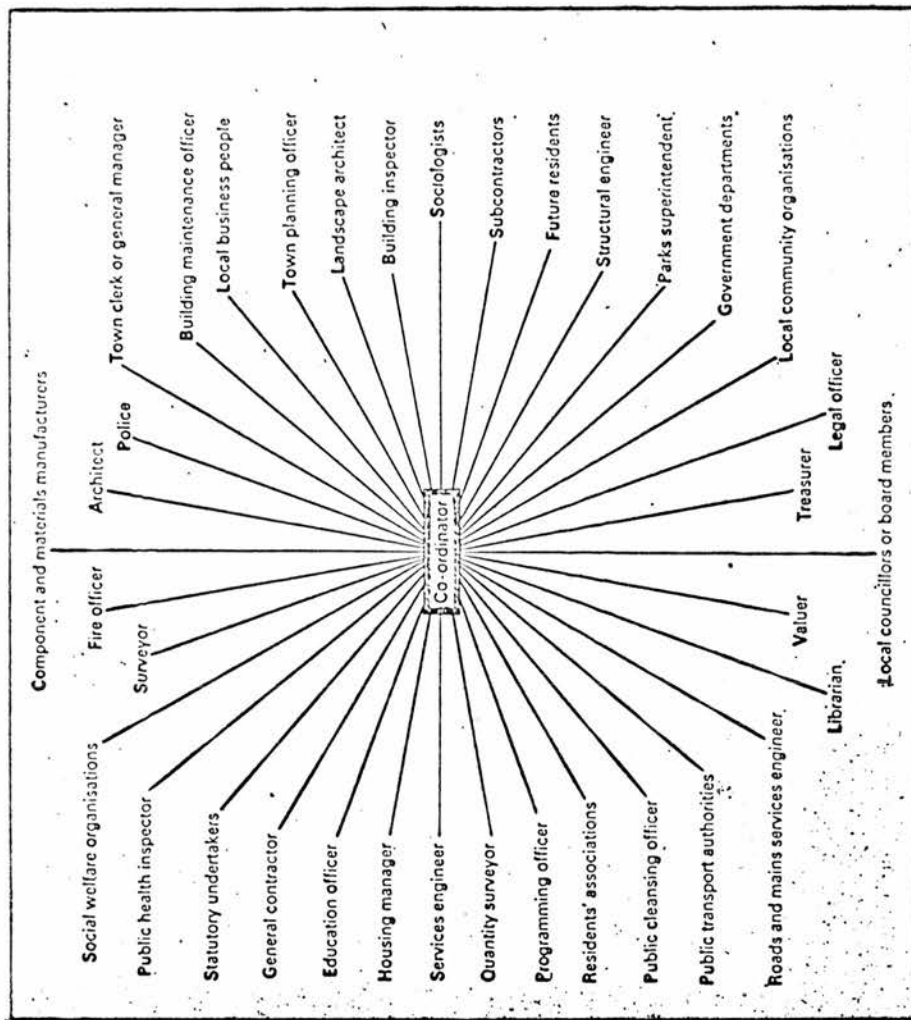 Component and materials manufacturers
Architect
Police
Town clerk or general manager
Building maintenance officer
Local business people
Town planning officer
Landscape architect
Building inspector
Sociologists
Subcontractors
Future residents
Structural engineer
Parks superintendent
Government departments
Local community organisations
Legal officer
Treasurer
Local councillors or board members
Valuer
Librarian
Roads and mains services engineer
Public transport authorities
Public cleansing officer
Residents' associations
Programming officer
Quantity surveyor
Services engineer
Housing manager
Education officer
General contractor
Statutory undertakers
Public health inspector
Social welfare organisations
Surveyor
Fire officer
Co-ordinator